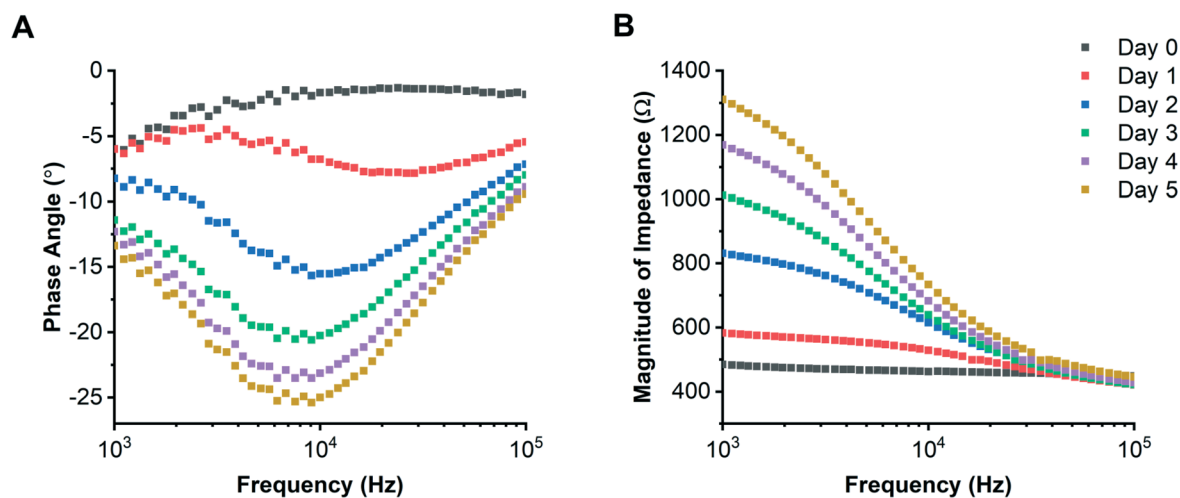 A
0
-5
-10
-15
-20
-25
Phase Angle (°)
10³ 10⁴ 10⁵
Frequency (Hz)
B
1400
1200
1000
800
600
400
Magnitude of Impedance (Ω)
10³ 10⁴ 10⁵
Frequency (Hz)
Day 0
Day 1
Day 2
Day 3
Day 4
Day 5